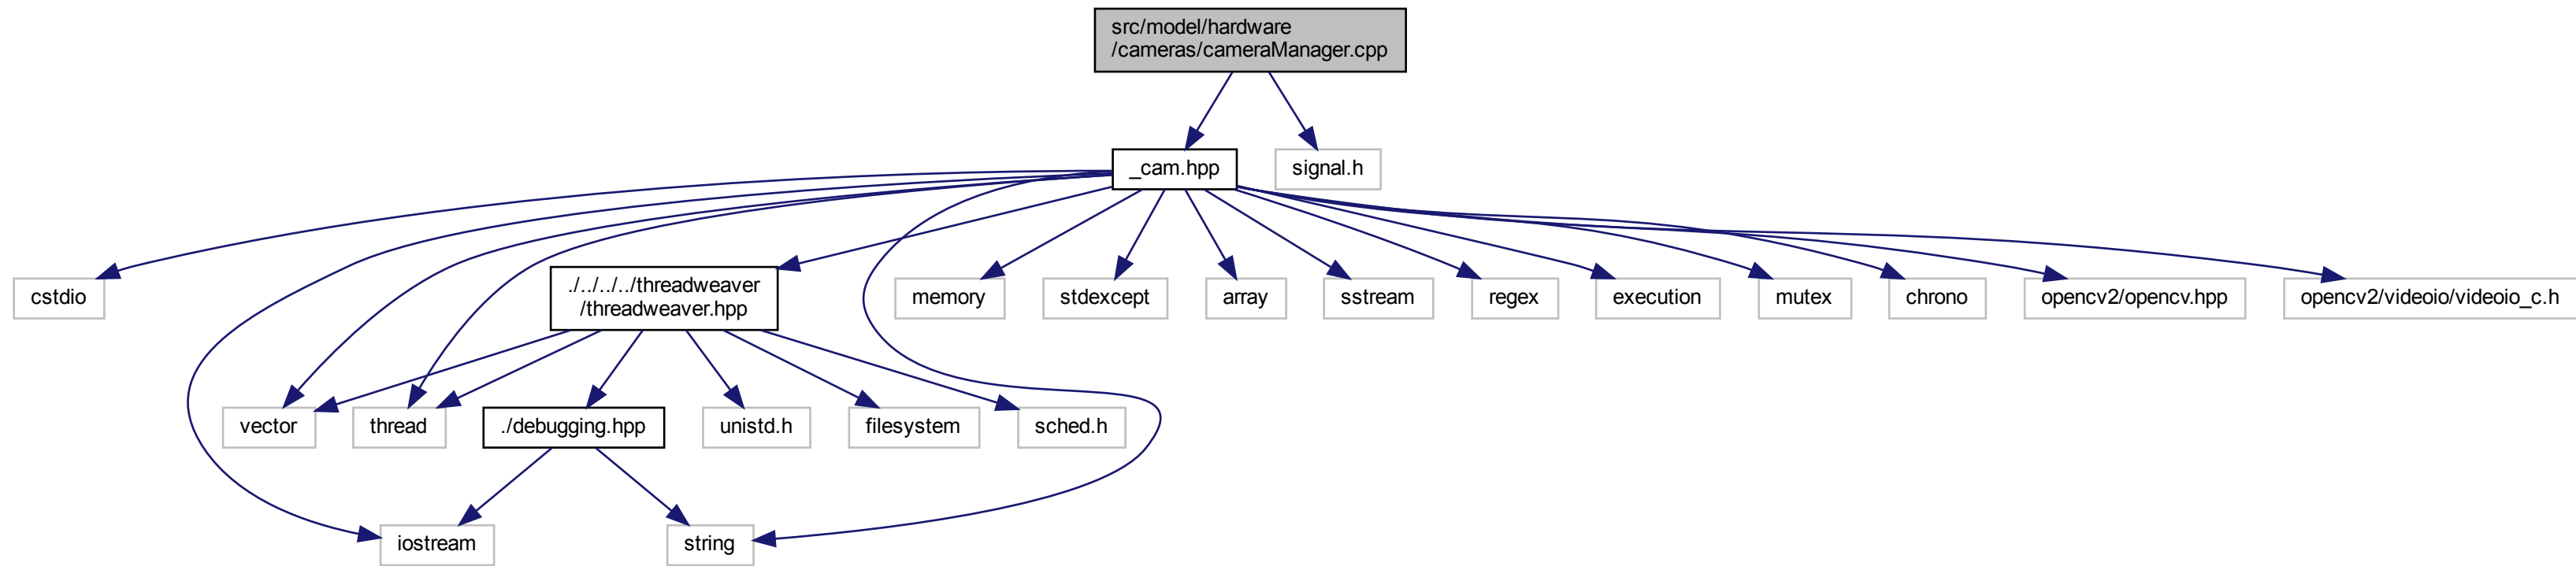 src/model/hardware
/cameras/cameraManager.cpp
_cam.hpp
signal.h
cstdio
./../../../threadweaver
/threadweaver.hpp
memory
stdexcept
array
sstream
regex
execution
mutex
chrono
opencv2/opencv.hpp
opencv2/videoio/videoio_c.h
vector
thread
./debugging.hpp
unistd.h
filesystem
sched.h
iostream
string